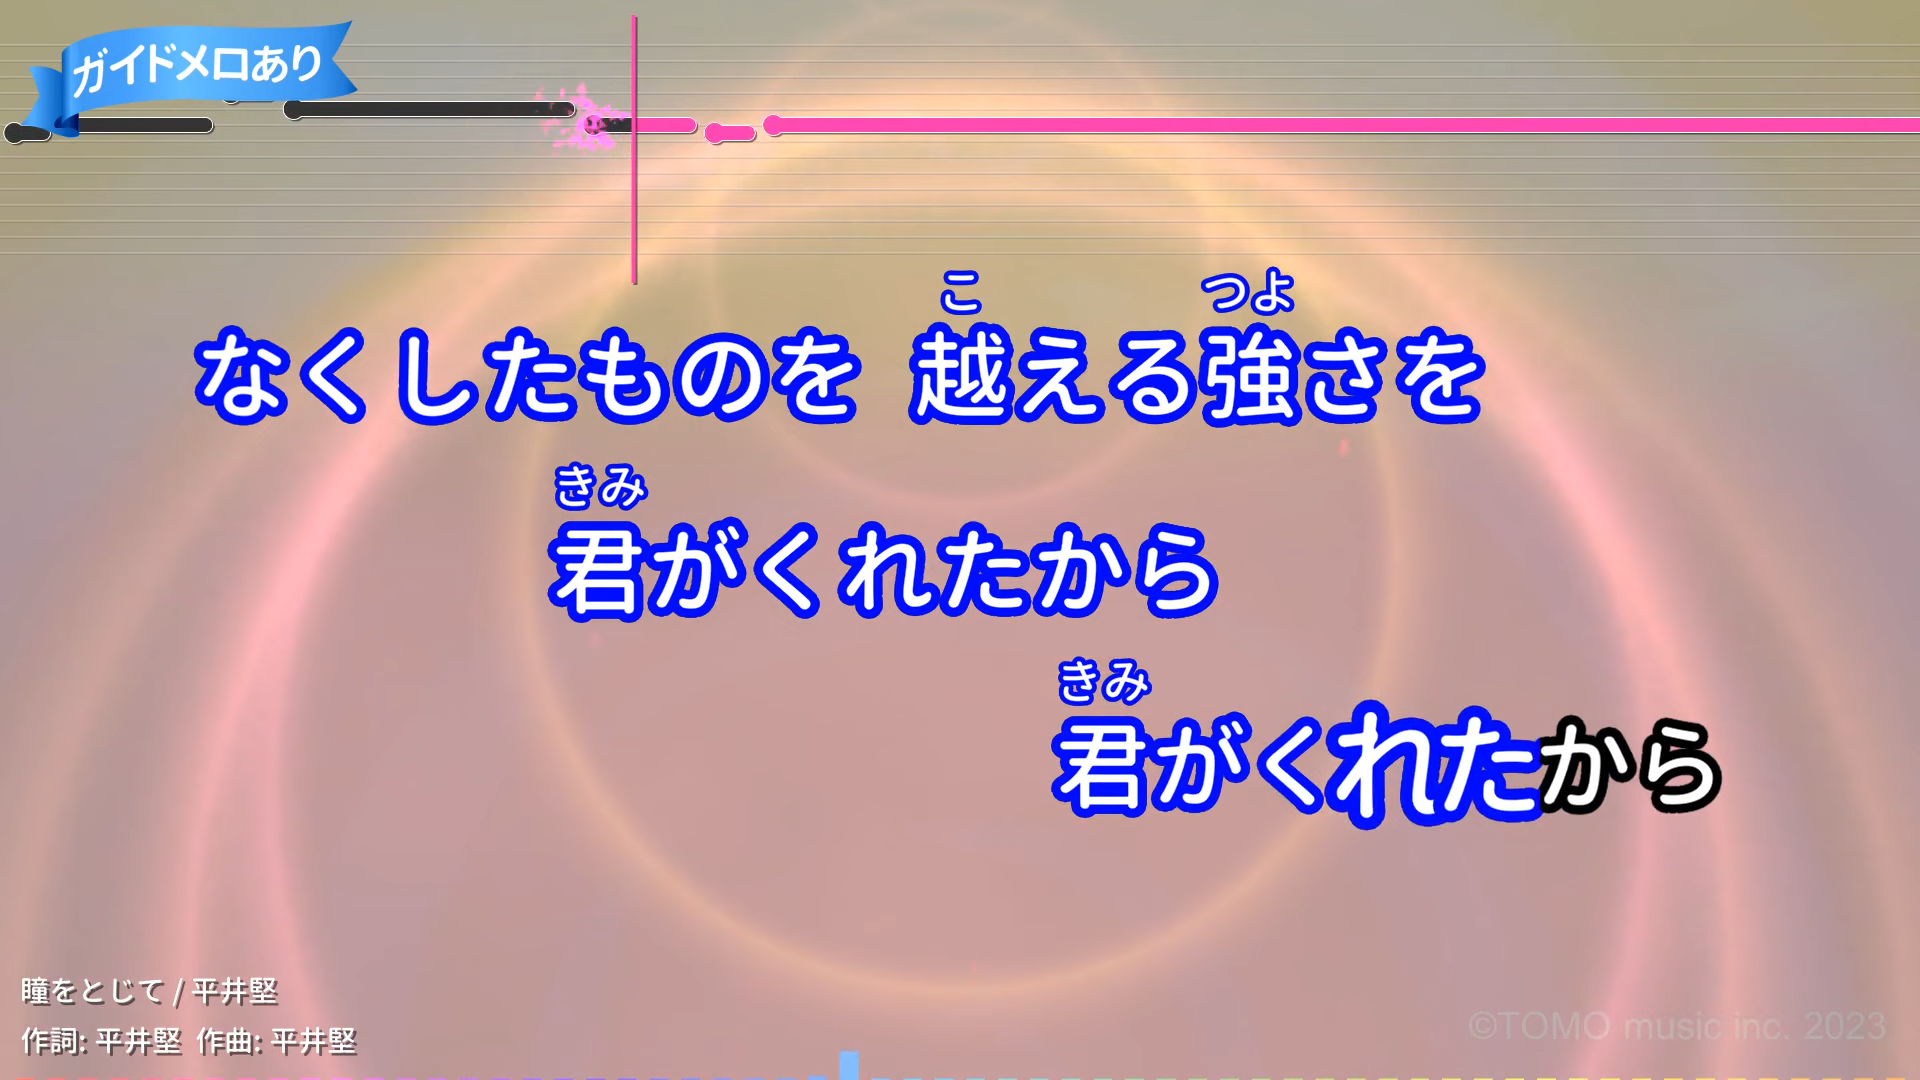 ガイドメロあり
こ つよ
なくしたものを 越える強さを
きみ
君がくれたから
きみ
君がくれたから
瞳をとじて / 平井堅
作詞: 平井堅 作曲: 平井堅
©TOMO music inc. 2023